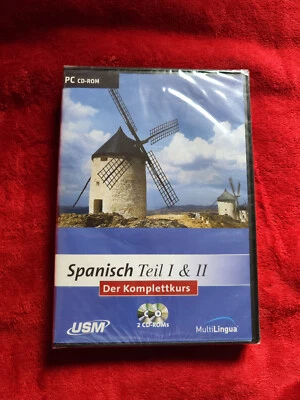 PC CD-ROM
Spanisch Teil I & II
Der Komplettkurs
USM
2 CD-ROMs
MultiLingua